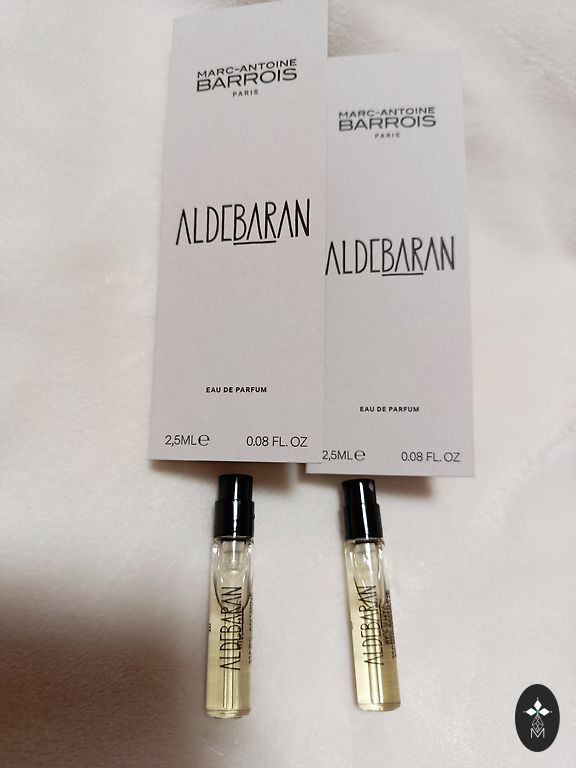 MARC-ANTOINE
BARROIS
PARIS
ALDEBARAN
EAU DE PARFUM
2,5ML℮ 0.08 FL. OZ
MARC-ANTOINE
BARROIS
PARIS
ALDEBARAN
EAU DE PARFUM
2,5ML℮ 0.08 FL. OZ
ALDEBARAN
ALDEBARAN
M